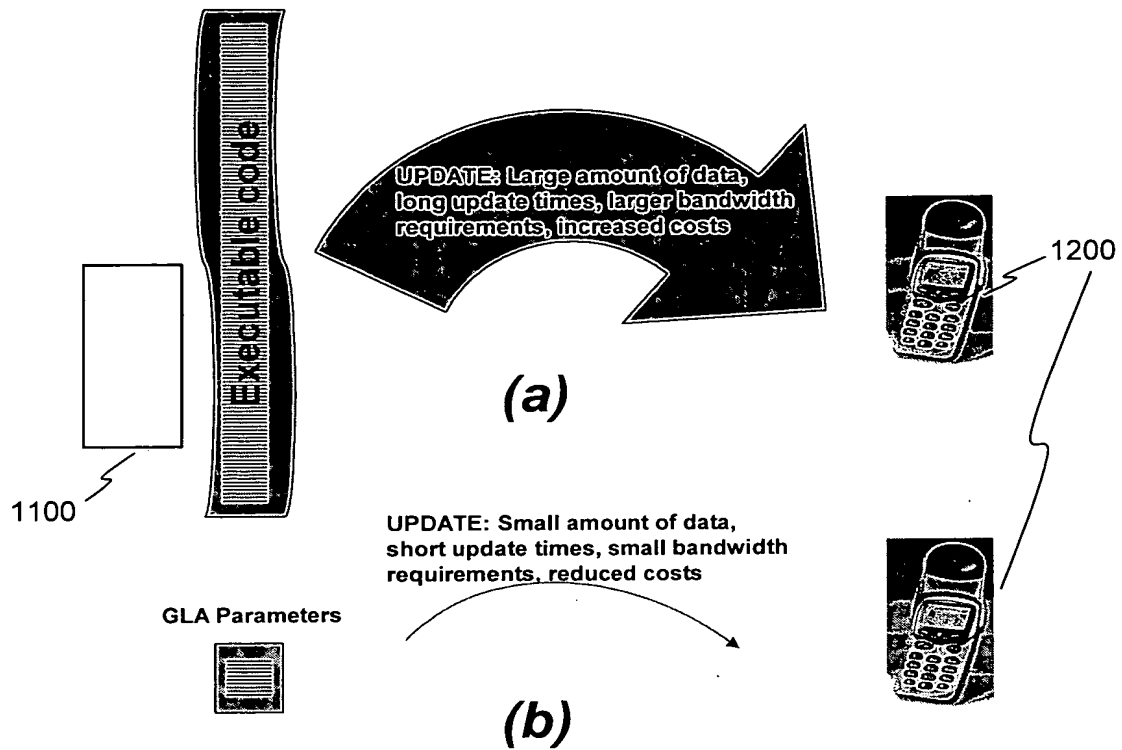 Executable code
UPDATE: Large amount of data,
long update times, larger bandwidth
requirements, increased costs
1200
(a)
1100
UPDATE: Small amount of data,
short update times, small bandwidth
requirements, reduced costs
GLA Parameters
(b)